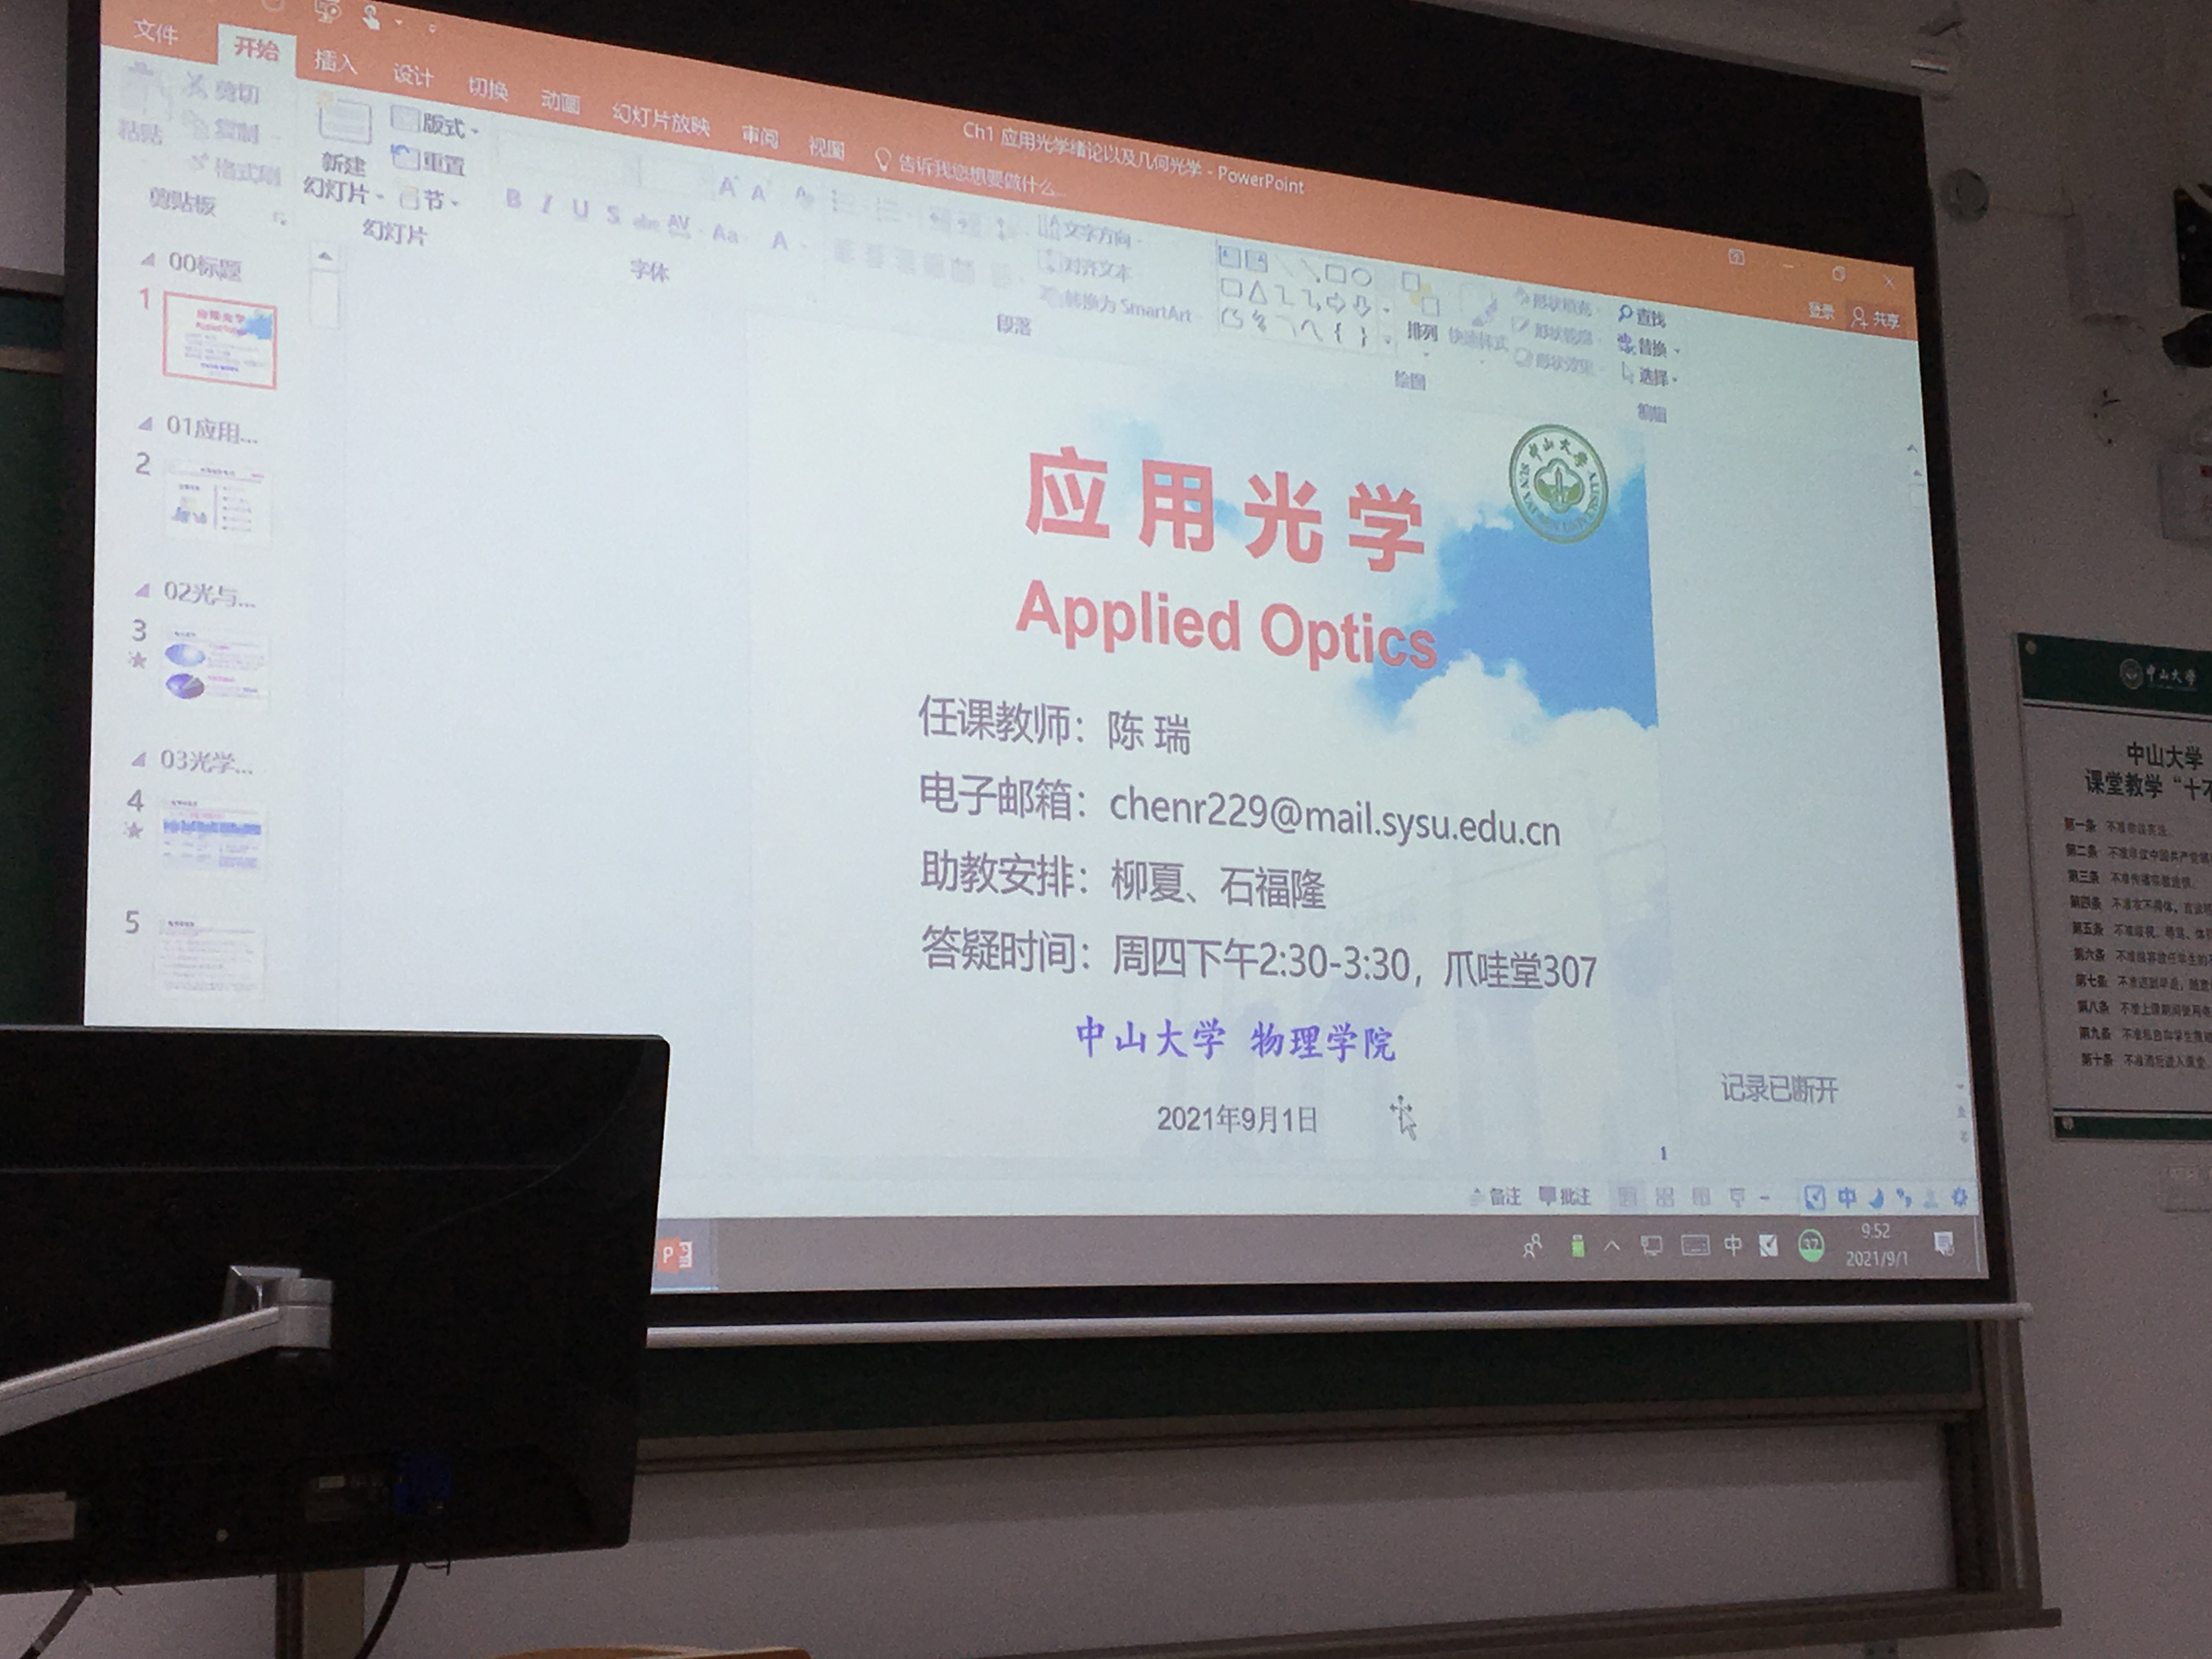 Ch1 应用光学绪论以及几何光学 - PowerPoint
文件 开始 插入 设计 切换 动画 幻灯片放映 审阅 视图 告诉我您想要做什么...
登录 共享
粘贴 剪切 复制 格式刷
剪贴板
新建幻灯片 版式 重置 节
幻灯片
B I U S abc AV Aa A
字体
文字方向
对齐文本
转换为 SmartArt
段落
排列 快速样式 形状填充 形状轮廓 形状效果
绘图
查找
替换
选择
编辑
00标题
1
01应用...
2
02光与...
3
03光学...
4
5
应用光学
Applied Optics
中山大学
任课教师：陈 瑞
电子邮箱：chenr229@mail.sysu.edu.cn
助教安排：柳夏、石福隆
答疑时间：周四下午2:30-3:30，爪哇堂307
中山大学 物理学院
2021年9月1日
1
记录已断开
备注 批注
中
中 37 9:52
2021/9/1
中山大学
中山大学
课堂教学“十不
第一条
第二条
第三条
第四条
第五条
第六条
第七条
第八条
第九条
第十条